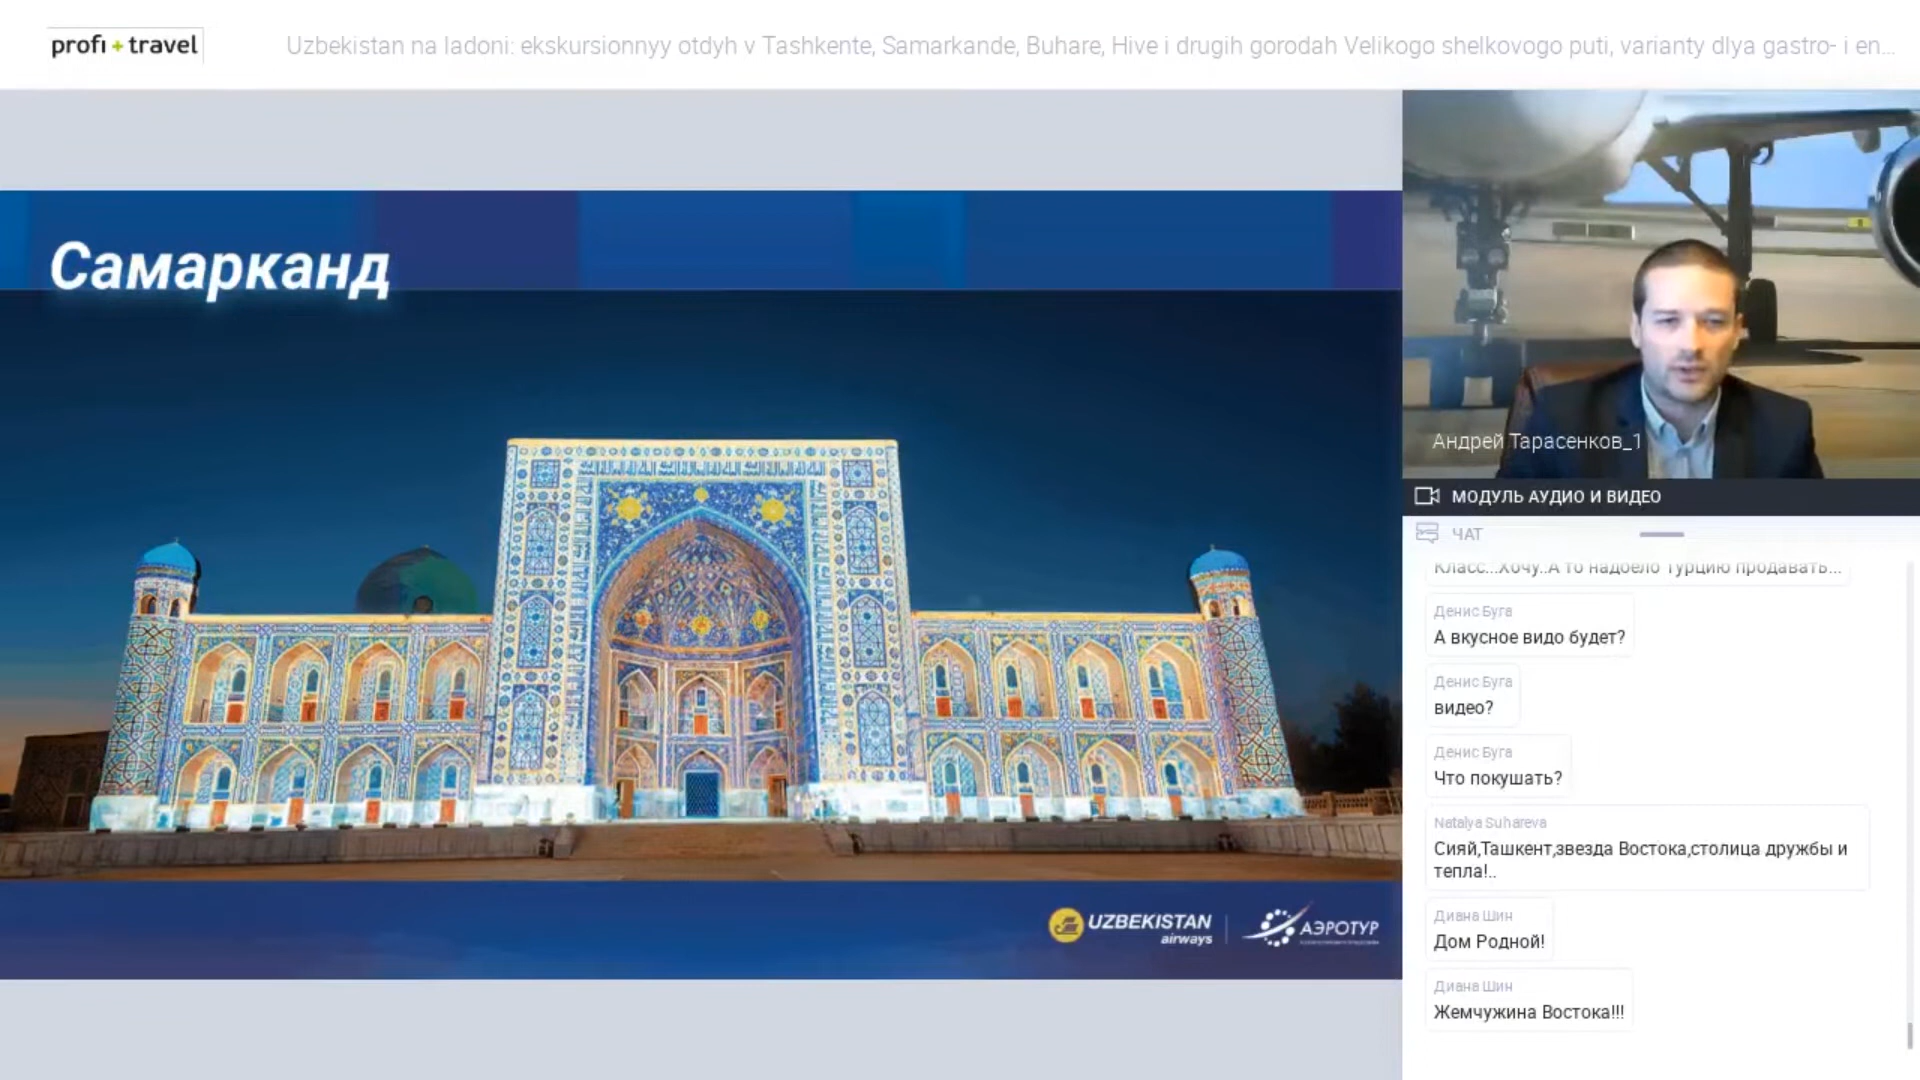 profi + travel
Uzbekistan na ladoni: ekskursionnyy otdyh v Tashkente, Samarkande, Buhare, Hive i drugih gorodah Velikogo shelkovogo puti, varianty dlya gastro- i en...
Самарканд
UZBEKISTAN
airways
АЭРОТУР
Андрей Тарасенков_1
МОДУЛЬ АУДИО И ВИДЕО
ЧАТ
Класс...Хочу..А то надоело Турцию продавать...
Денис Буга
А вкусное видо будет?
Денис Буга
видео?
Денис Буга
Что покушать?
Natalya Suhareva
Сияй,Ташкент,звезда Востока,столица дружбы и
тепла!..
Диана Шин
Дом Родной!
Диана Шин
Жемчужина Востока!!!